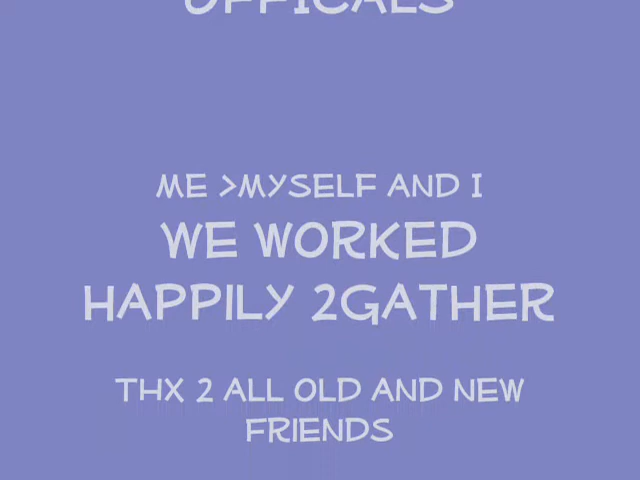 OFFICALS
ME >MYSELF AND I
WE WORKED
HAPPILY 2GATHER
THX 2 ALL OLD AND NEW
FRIENDS